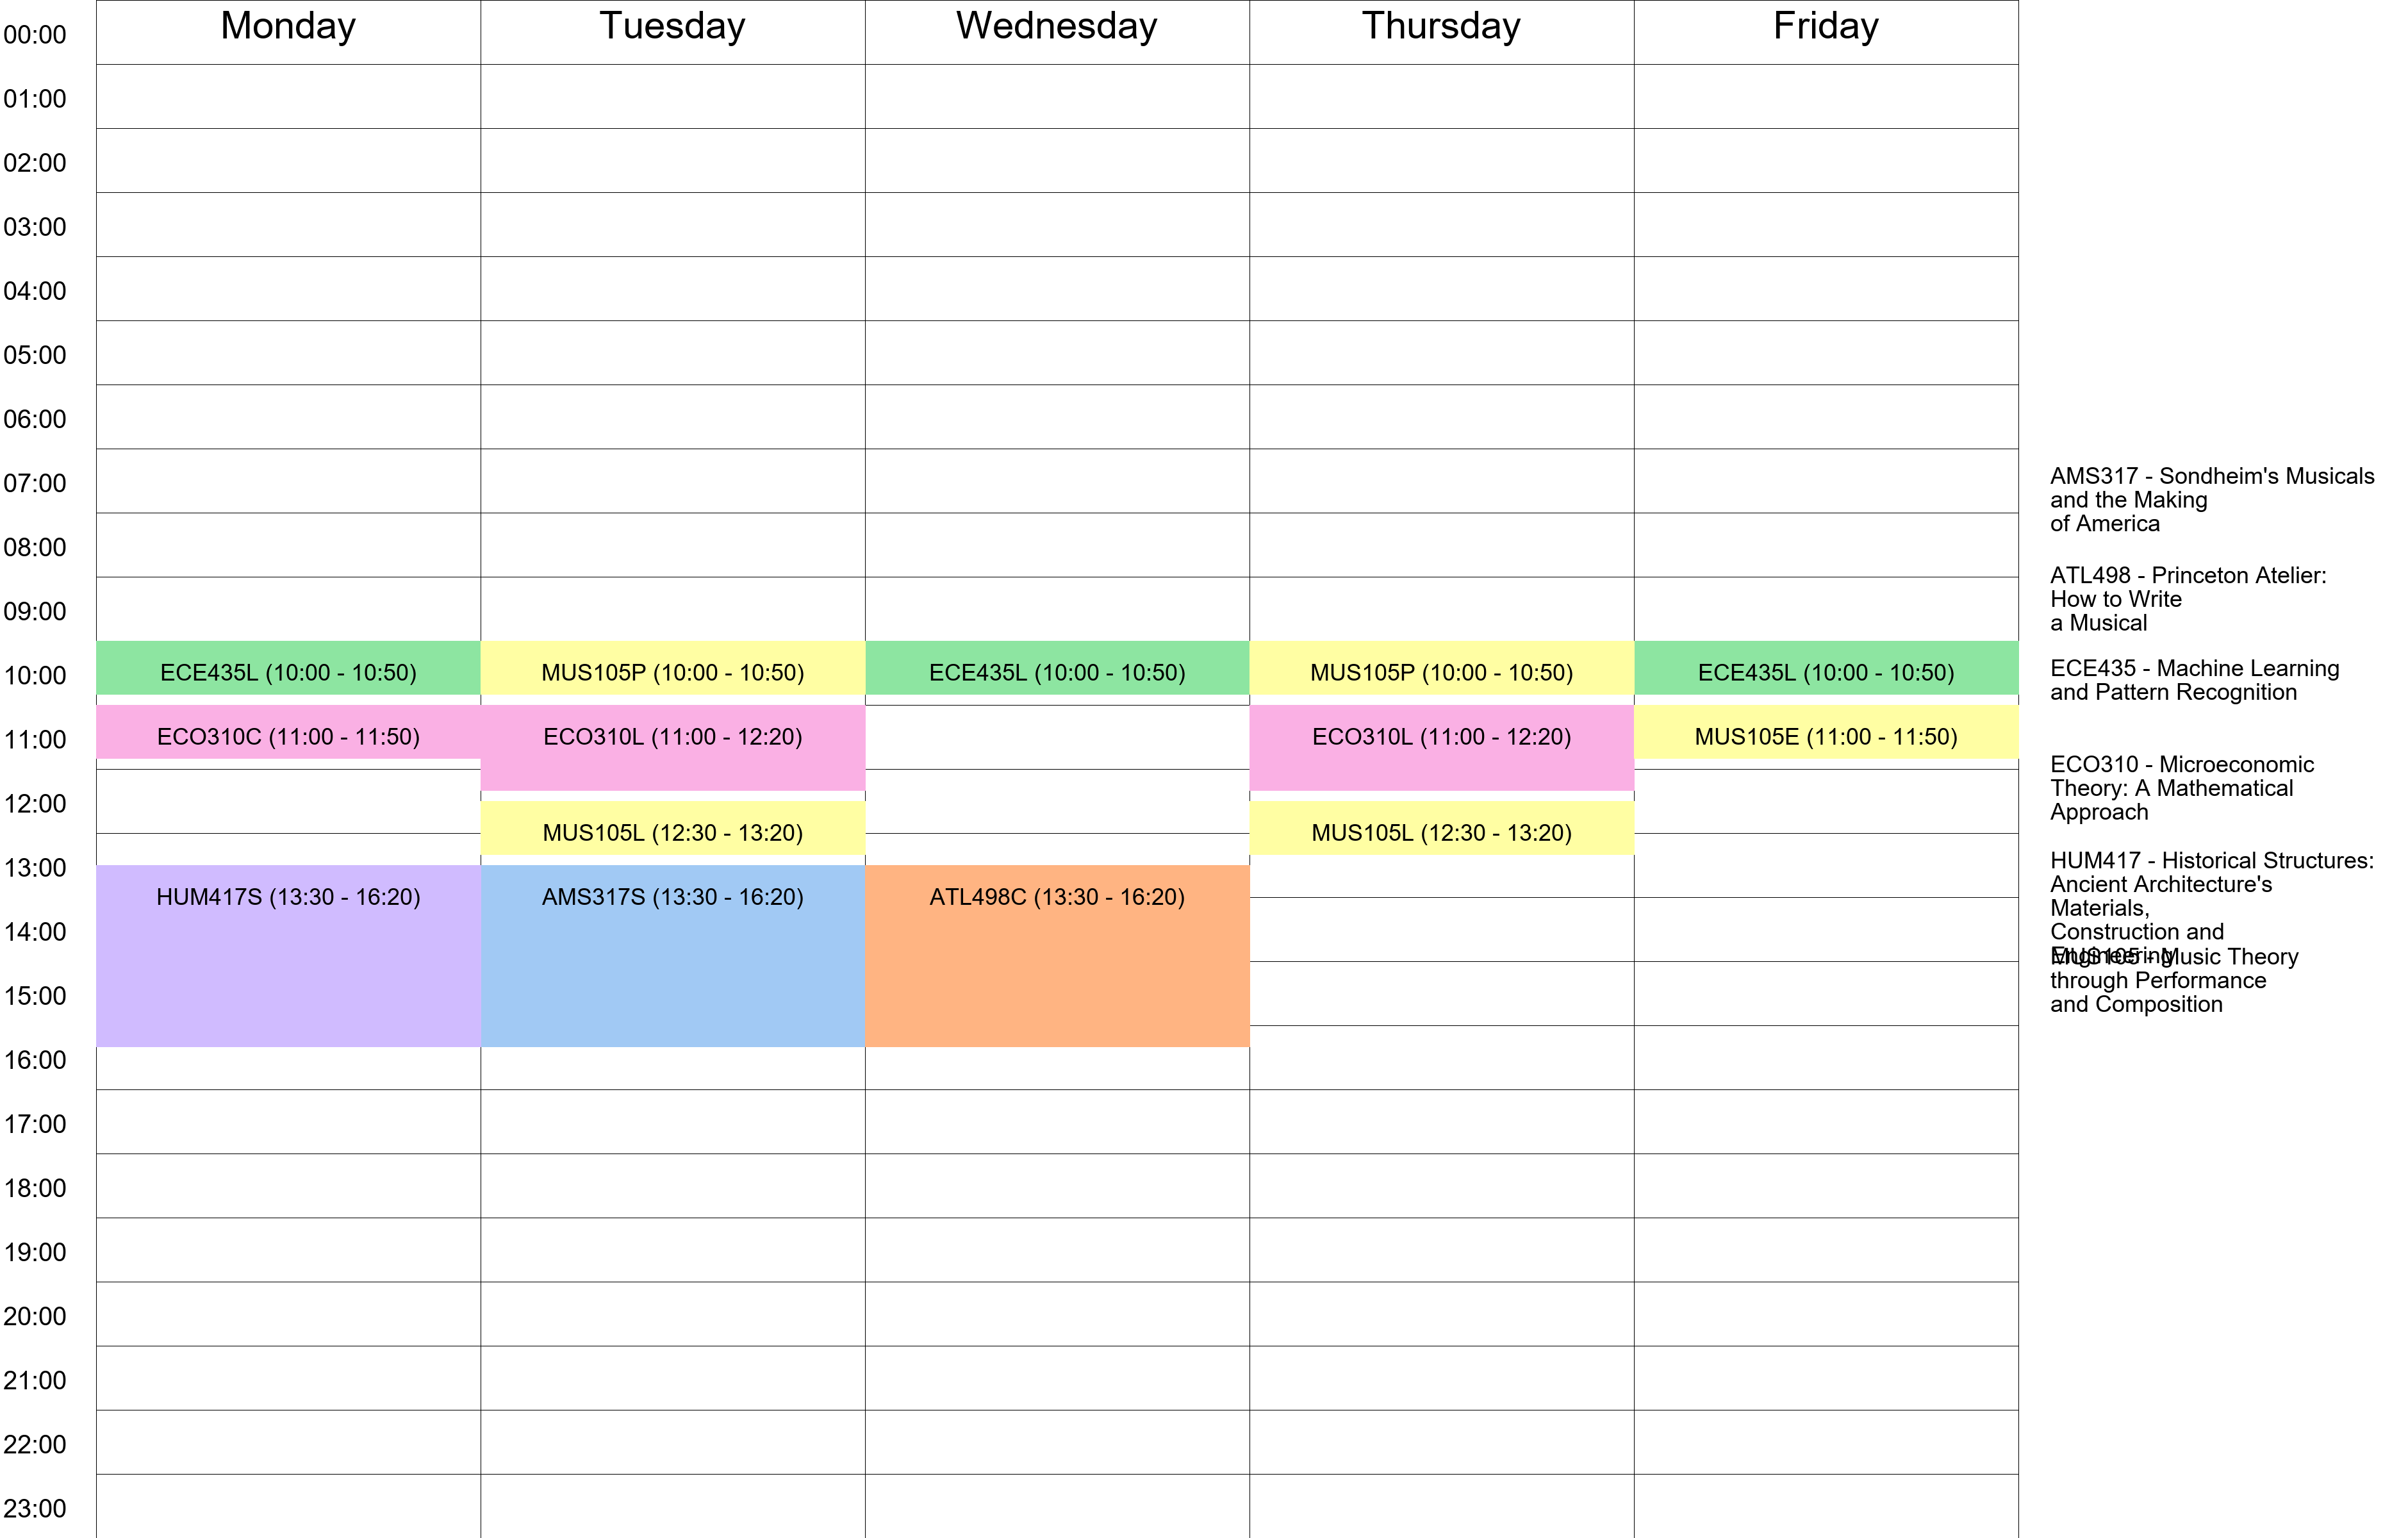 Monday Tuesday Wednesday Thursday Friday
00:00
01:00
02:00
03:00
04:00
05:00
06:00
07:00
08:00
09:00
10:00
11:00
12:00
13:00
14:00
15:00
16:00
17:00
18:00
19:00
20:00
21:00
22:00
23:00
ECE435L (10:00 - 10:50) MUS105P (10:00 - 10:50) ECE435L (10:00 - 10:50) MUS105P (10:00 - 10:50) ECE435L (10:00 - 10:50)
ECO310C (11:00 - 11:50) ECO310L (11:00 - 12:20) ECO310L (11:00 - 12:20) MUS105E (11:00 - 11:50)
MUS105L (12:30 - 13:20) MUS105L (12:30 - 13:20)
HUM417S (13:30 - 16:20) AMS317S (13:30 - 16:20) ATL498C (13:30 - 16:20)
AMS317 - Sondheim's Musicals
and the Making
of America
ATL498 - Princeton Atelier:
How to Write
a Musical
ECE435 - Machine Learning
and Pattern Recognition
ECO310 - Microeconomic
Theory: A Mathematical
Approach
HUM417 - Historical Structures:
Ancient Architecture's
Materials,
Construction and
Engineering
MUS105 - Music Theory
through Performance
and Composition